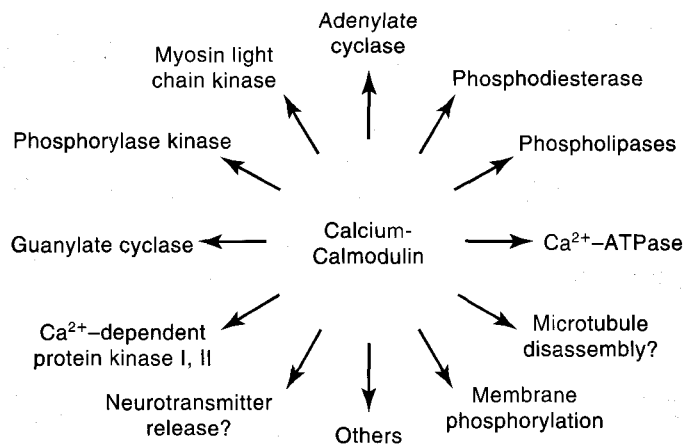 Adenylate
cyclase
Myosin light
chain kinase
Phosphodiesterase
Phosphorylase kinase
Phospholipases
Guanylate cyclase
Calcium-
Calmodulin
Ca²⁺–ATPase
Ca²⁺–dependent
protein kinase I, II
Microtubule
disassembly?
Neurotransmitter
release?
Membrane
phosphorylation
Others